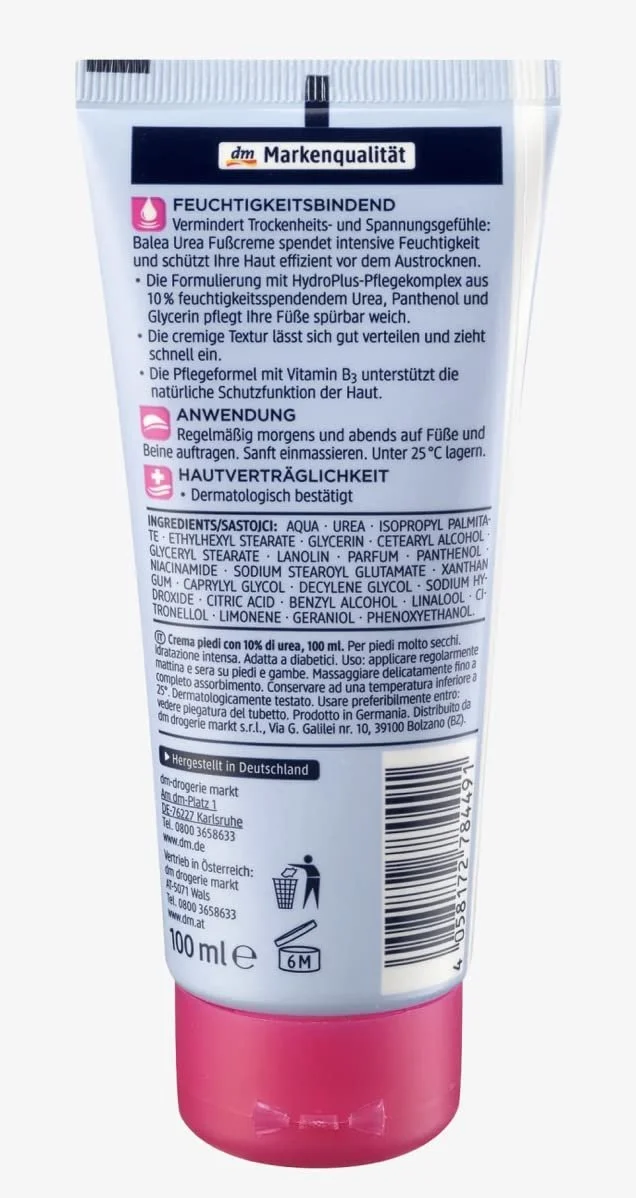 dm Markenqualität
FEUCHTIGKEITSBINDEND
Vermindert Trockenheits- und Spannungsgefühle:
Balea Urea Fußcreme spendet intensive Feuchtigkeit
und schützt Ihre Haut effizient vor dem Austrocknen.
• Die Formulierung mit HydroPlus-Pflegekomplex aus
10% feuchtigkeitsspendendem Urea, Panthenol und
Glycerin pflegt Ihre Füße spürbar weich.
• Die cremige Textur lässt sich gut verteilen und zieht
schnell ein.
• Die Pflegeformel mit Vitamin B3 unterstützt die
natürliche Schutzfunktion der Haut.
ANWENDUNG
Regelmäßig morgens und abends auf Füße und
Beine auftragen. Sanft einmassieren. Unter 25°C lagern.
HAUTVERTRÄGLICHKEIT
• Dermatologisch bestätigt
INGREDIENTS/SASTOJCI: AQUA · UREA · ISOPROPYL PALMITA-
TE · ETHYLHEXYL STEARATE · GLYCERIN · CETEARYL ALCOHOL ·
GLYCERYL STEARATE · LANOLIN · PARFUM · PANTHENOL ·
NIACINAMIDE · SODIUM STEAROYL GLUTAMATE · XANTHAN
GUM · CAPRYLYL GLYCOL · DECYLENE GLYCOL · SODIUM HY-
DROXIDE · CITRIC ACID · BENZYL ALCOHOL · LINALOOL · CI-
TRONELLOL · LIMONENE · GERANIOL · PHENOXYETHANOL.
IT Crema piedi con 10% di urea, 100 ml. Per piedi molto secchi.
Idratazione intensa. Adatta a diabetici. Uso: applicare regolarmente
mattina e sera su piedi e gambe. Massaggiare delicatamente fino a
completo assorbimento. Conservare ad una temperatura inferiore a
25°. Dermatologicamente testato. Usare preferibilmente entro:
vedere piegatura del tubetto. Prodotto in Germania. Distribuito da
dm drogerie markt s.r.l., Via G. Galilei nr. 10, 39100 Bolzano (BZ).
Hergestellt in Deutschland
dm-drogerie markt
Am dm-Platz 1
DE-76227 Karlsruhe
Tel. 0800 3658633
www.dm.de
Vertrieb in Österreich:
dm drogerie markt
AT-5071 Wals
Tel. 0800 3658633
www.dm.at
100 ml e
6M
4 058172 784491